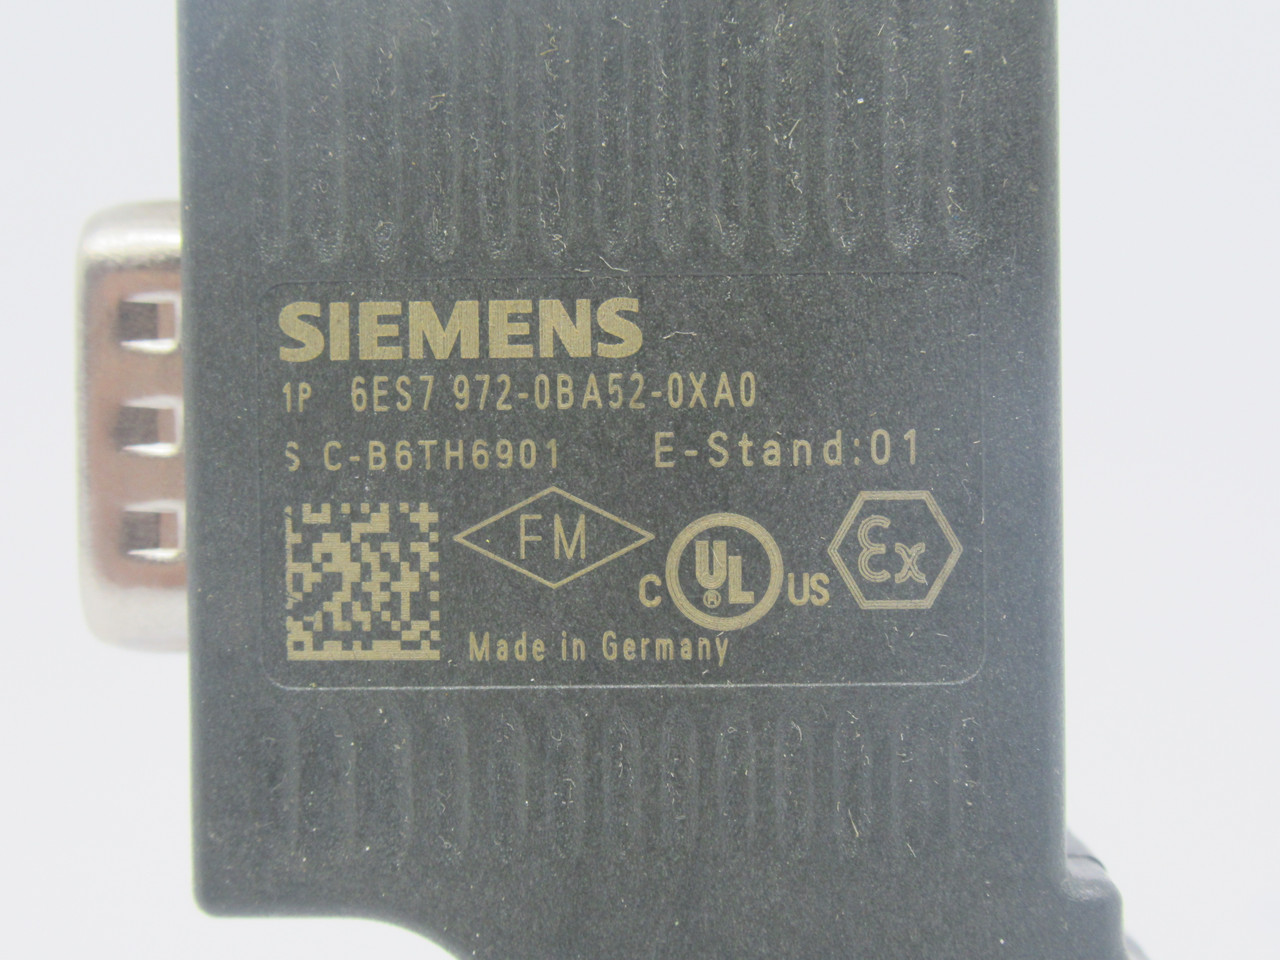 SIEMENS
1P 6ES7 972-0BA52-0XA0
S C-B6TH6901 E-Stand:01
FM
C UL® US
Ex
Made in Germany